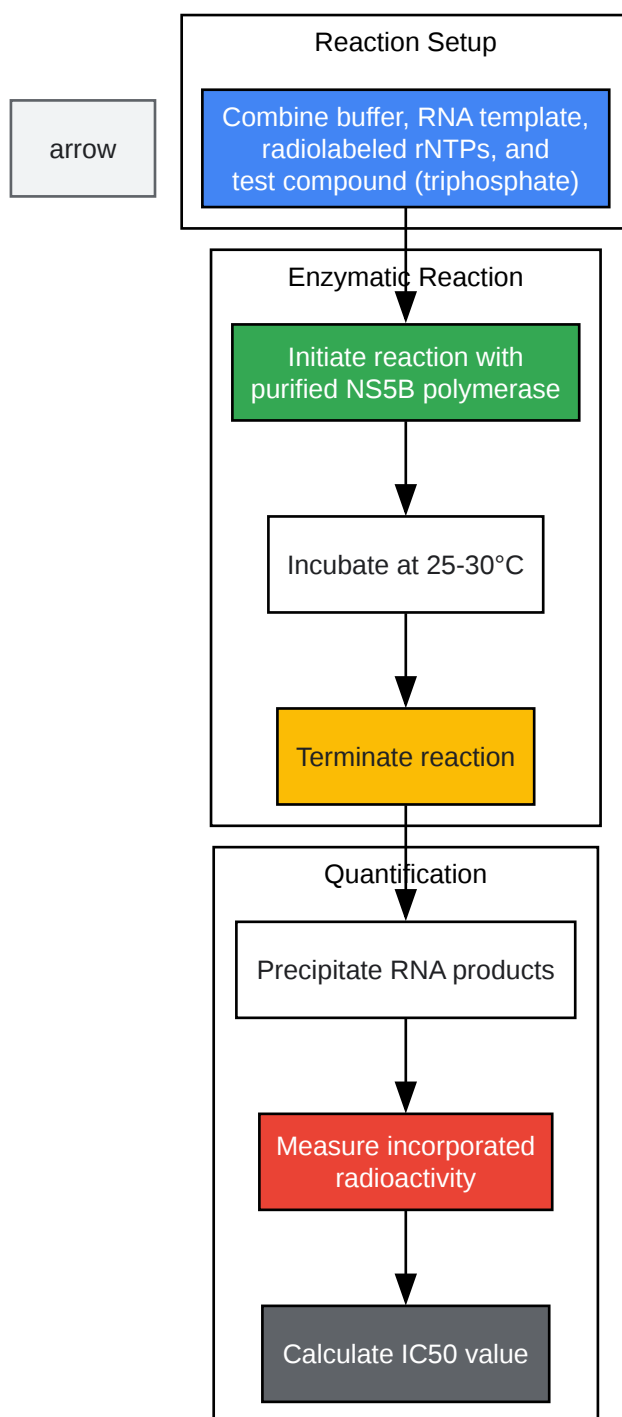 Reaction Setup
arrow
Combine buffer, RNA template,
radiolabeled rNTPs, and
test compound (triphosphate)
Enzymatic Reaction
Initiate reaction with
purified NS5B polymerase
Incubate at 25-30°C
Terminate reaction
Quantification
Precipitate RNA products
Measure incorporated
radioactivity
Calculate IC50 value